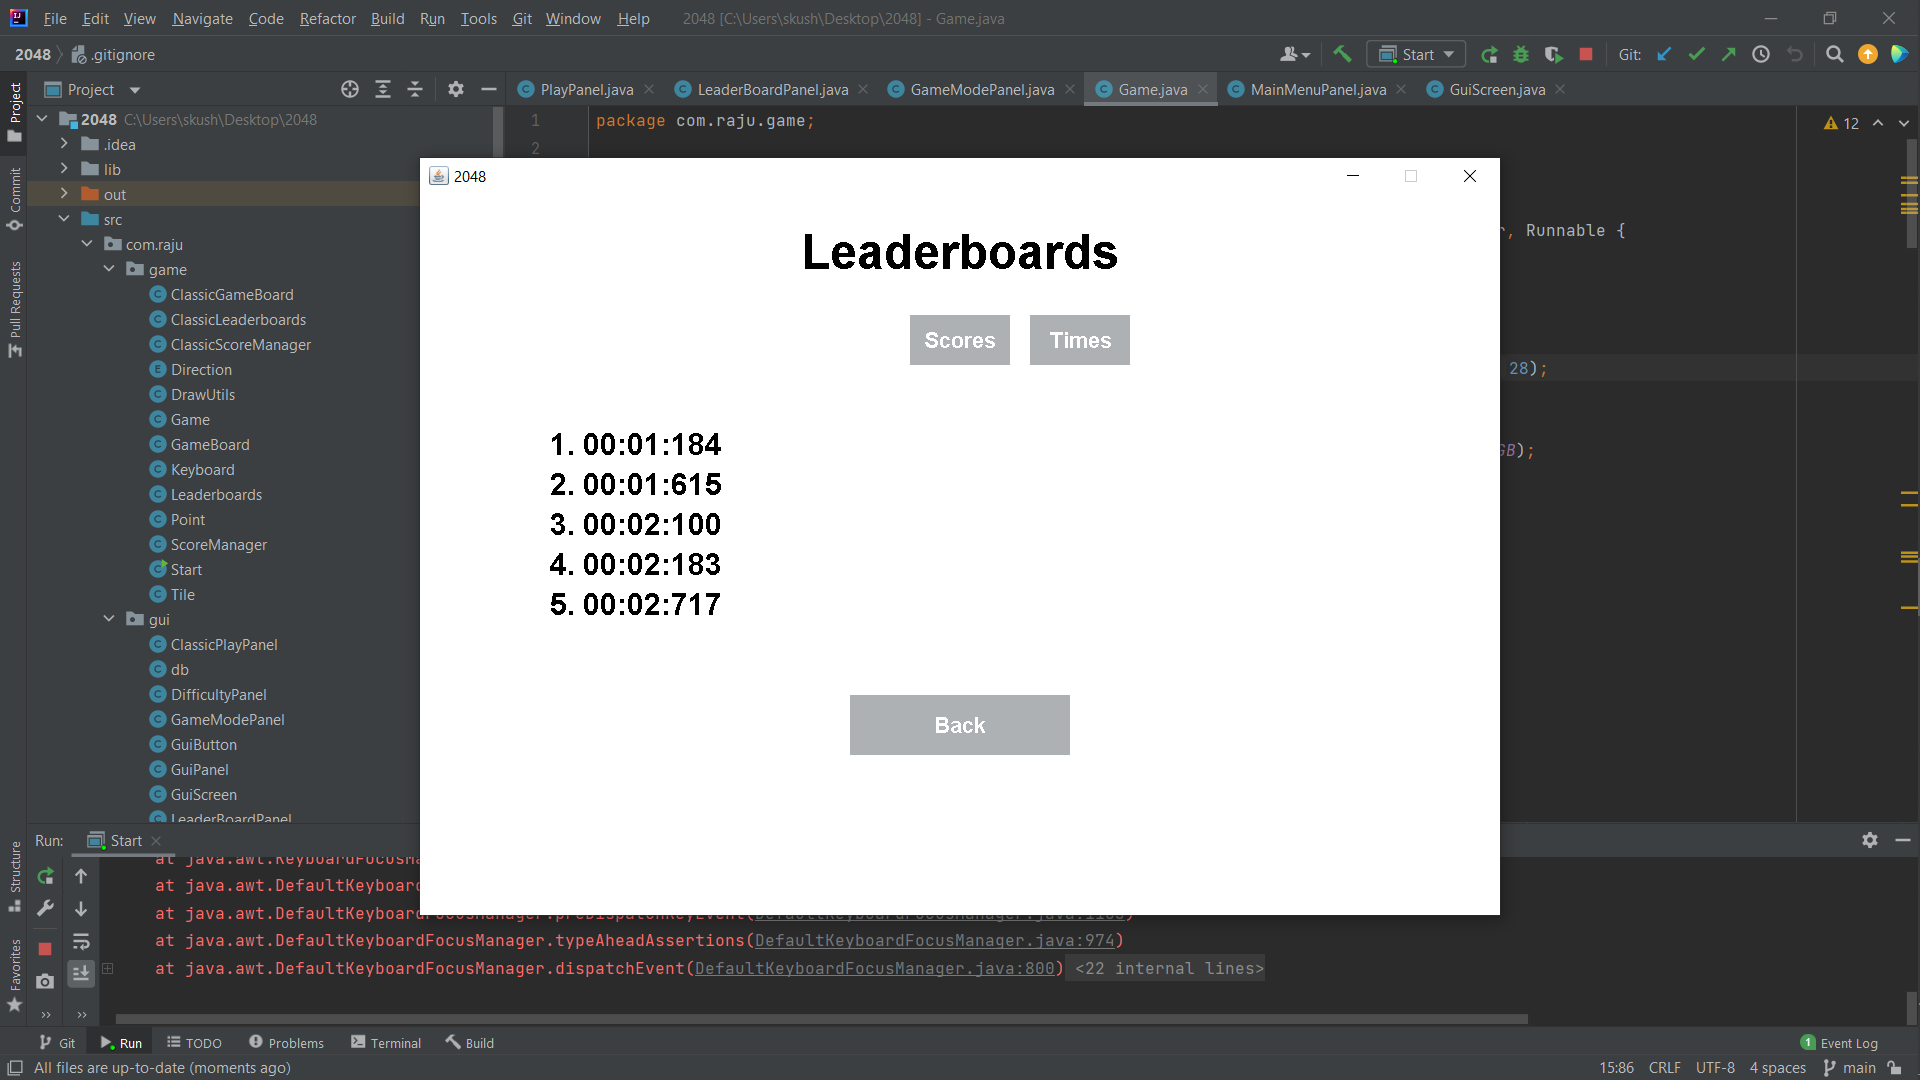 File Edit View Navigate Code Refactor Build Run Tools Git Window Help 2048 [C:\Users\skush\Desktop\2048] - Game.java
2048 .gitignore
Start Git:
Project PlayPanel.java LeaderBoardPanel.java GameModePanel.java Game.java MainMenuPanel.java GuiScreen.java
Project
Commit
Pull Requests
Structure
Favorites
2048 C:\Users\skush\Desktop\2048
.idea
lib
out
src
com.raju
game
ClassicGameBoard
ClassicLeaderboards
ClassicScoreManager
Direction
DrawUtils
Game
GameBoard
Keyboard
Leaderboards
Point
ScoreManager
Start
Tile
gui
ClassicPlayPanel
db
DifficultyPanel
GameModePanel
GuiButton
GuiPanel
GuiScreen
LeaderBoardPanel
1 package com.raju.game;
2
12
, Runnable {
28);
GB);
2048
Leaderboards
Scores Times
1. 00:01:184
2. 00:01:615
3. 00:02:100
4. 00:02:183
5. 00:02:717
Back
Run: Start
at java.awt.KeyboardFocusMa
at java.awt.DefaultKeyboard
at java.awt.DefaultKeyboardFocusManager.preDispatchKeyEvent(DefaultKeyboardFocusManager.java:1103)
at java.awt.DefaultKeyboardFocusManager.typeAheadAssertions(DefaultKeyboardFocusManager.java:974)
at java.awt.DefaultKeyboardFocusManager.dispatchEvent(DefaultKeyboardFocusManager.java:800) <22 internal lines>
Git Run TODO Problems Terminal Build 1 Event Log
All files are up-to-date (moments ago) 15:86 CRLF UTF-8 4 spaces main